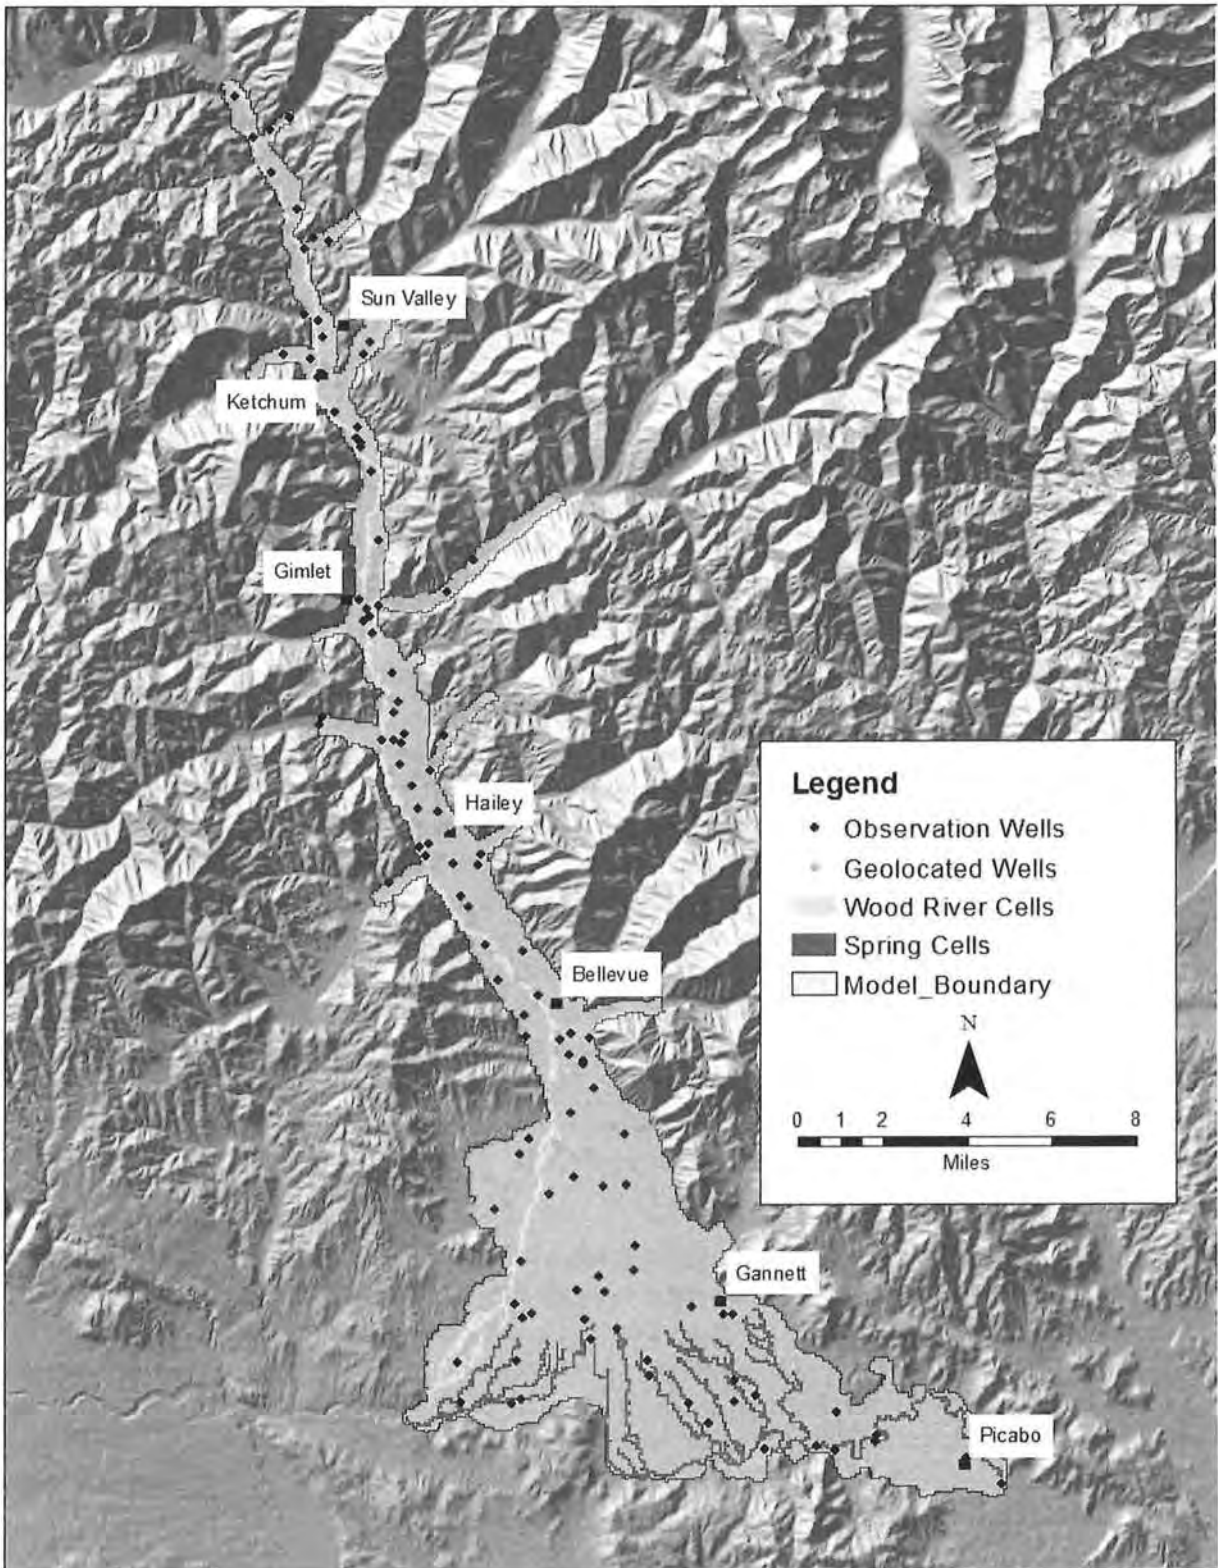 Sun Valley
Ketchum
Gimlet
Hailey
Bellevue
Gannett
Picabo
Legend
Observation Wells
Geolocated Wells
Wood River Cells
Spring Cells
Model_Boundary
N
0 1 2 4 6 8
Miles